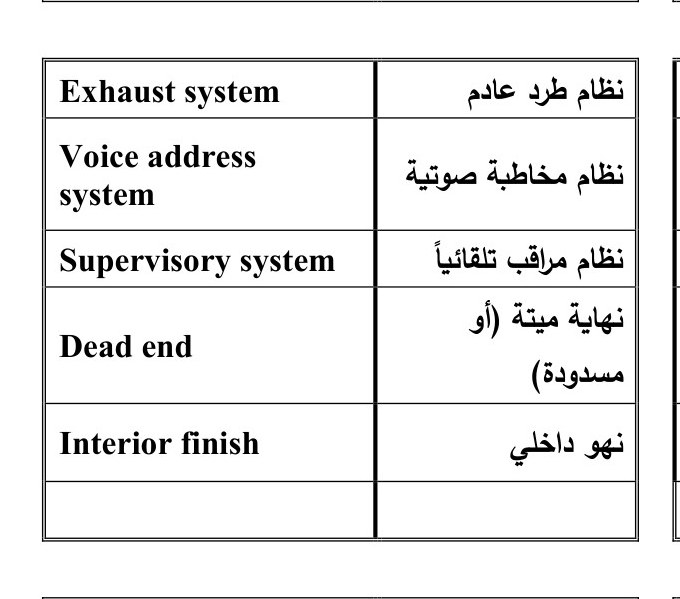 Exhaust system نظام طرد عادم
Voice address
system
نظام مخاطبة صوتية
Supervisory system نظام مراقب تلقائياً
Dead end
نهاية ميتة (أو
مسدودة)
Interior finish نهو داخلي